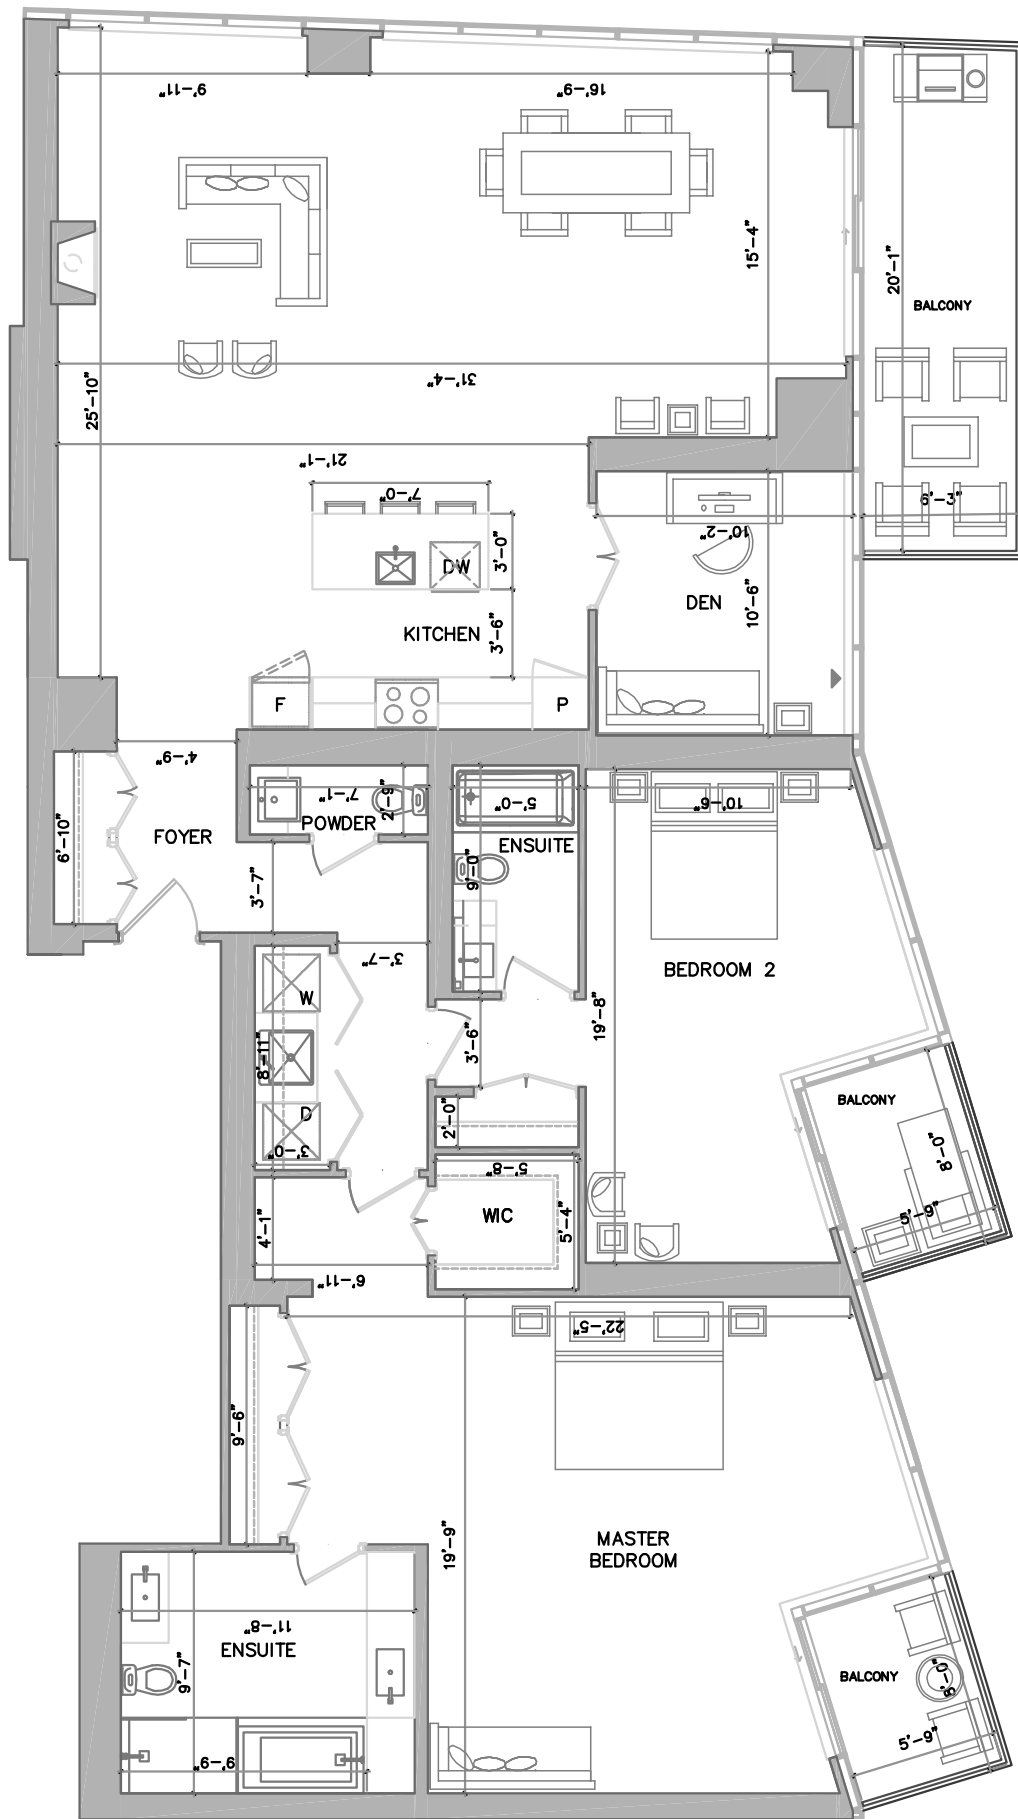 9'-11"
16'-9"
15'-4"
20'-1"
BALCONY
25'-10"
31'-4"
21'-1"
7'-0"
6'-3"
10'-2"
DW
3'-0"
DEN
10'-6"
KITCHEN
3'-6"
F
P
4'-9"
7'-1"
2'-9"
5'-0"
10'-6"
6'-10"
FOYER
POWDER
ENSUITE
9'-0"
3'-7"
3'-7"
BEDROOM 2
W
19'-8"
8'-11"
3'-6"
BALCONY
D
2'-0"
3'-0"
8'-0"
5'-8"
WIC
5'-4"
5'-9"
4'-1"
6'-11"
22'-5"
9'-6"
19'-9"
MASTER
BEDROOM
11'-8"
ENSUITE
9'-7"
BALCONY
8'-0"
5'-9"
9'-9"